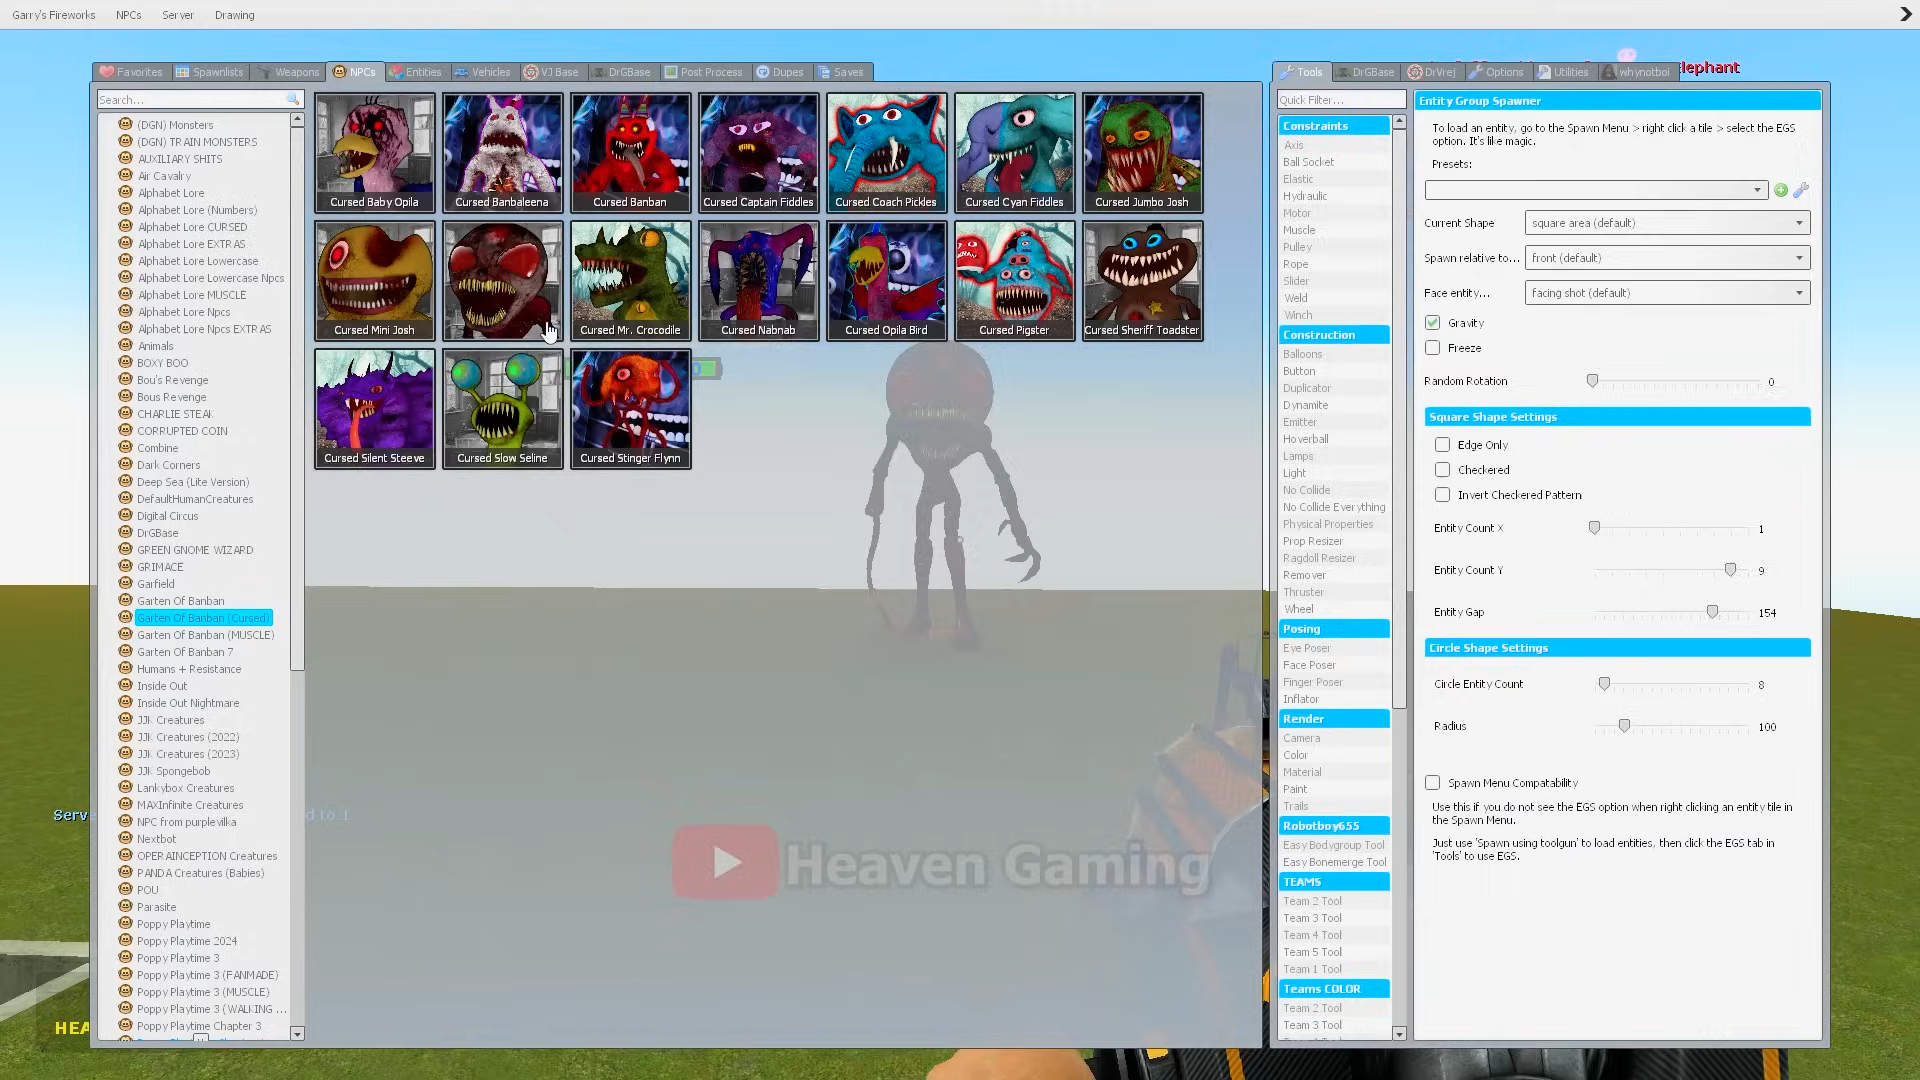 Garry's Fireworks NPCs Server Drawing
Favorites Spawnlists Weapons NPCs Entities Vehicles VJ Base DrGBase Post Process Dupes Saves
Search...
(DGN) Monsters
(DGN) TRAIN MONSTERS
AUXILIARY SHITS
Air Cavalry
Alphabet Lore
Alphabet Lore (Numbers)
Alphabet Lore CURSED
Alphabet Lore EXTRAS
Alphabet Lore Lowercase
Alphabet Lore Lowercase Npcs
Alphabet Lore MUSCLE
Alphabet Lore Npcs
Alphabet Lore Npcs EXTRAS
Animals
BOXY BOO
Bou's Revenge
Bous Revenge
CHARLIE STEAK
CORRUPTED COIN
Combine
Dark Corners
Deep Sea (Lite Version)
DefaultHumanCreatures
Digital Circus
DrGBase
GREEN GNOME WIZARD
GRIMACE
Garfield
Garten Of Banban
Garten Of Banban (Cursed)
Garten Of Banban (MUSCLE)
Garten Of Banban 7
Humans + Resistance
Inside Out
Inside Out Nightmare
JJK Creatures
JJK Creatures (2022)
JJK Creatures (2023)
JJK Spongebob
Lankybox Creatures
MAXInfinite Creatures
NPC from purplevilka
Nextbot
OPERAINCEPTION Creatures
PANDA Creatures (Babies)
POU
Parasite
Poppy Playtime
Poppy Playtime 2024
Poppy Playtime 3
Poppy Playtime 3 (FANMADE)
Poppy Playtime 3 (MUSCLE)
Poppy Playtime 3 (WALKING ...
Poppy Playtime Chapter 3
Cursed Baby Opila
Cursed Banbaleena
Cursed Banban
Cursed Captain Fiddles
Cursed Coach Pickles
Cursed Cyan Fiddles
Cursed Jumbo Josh
Cursed Mini Josh
Cursed Mr. Crocodile
Cursed Nabnab
Cursed Opila Bird
Cursed Pigster
Cursed Sheriff Toadster
Cursed Silent Steeve
Cursed Slow Seline
Cursed Stinger Flynn
Heaven Gaming
Serve
d to t
HEA
Tools DrGBase DrVrej Options Utilities whynotboi
lephant
Quick Filter...
Constraints
Axis
Ball Socket
Elastic
Hydraulic
Motor
Muscle
Pulley
Rope
Slider
Weld
Winch
Construction
Balloons
Button
Duplicator
Dynamite
Emitter
Hoverball
Lamps
Light
No Collide
No Collide Everything
Physical Properties
Prop Resizer
Ragdoll Resizer
Remover
Thruster
Wheel
Posing
Eye Poser
Face Poser
Finger Poser
Inflator
Render
Camera
Color
Material
Paint
Trails
Robotboy655
Easy Bodygroup Tool
Easy Bonemerge Tool
TEAMS
Team 2 Tool
Team 3 Tool
Team 4 Tool
Team 5 Tool
Team 1 Tool
Teams COLOR
Team 2 Tool
Team 3 Tool
Entity Group Spawner
To load an entity, go to the Spawn Menu > right click a tile > select the EGS
option. It's like magic.
Presets:
Current Shape square area (default)
Spawn relative to... front (default)
Face entity... facing shot (default)
Gravity
Freeze
Random Rotation 0
Square Shape Settings
Edge Only
Checkered
Invert Checkered Pattern
Entity Count X 1
Entity Count Y 9
Entity Gap 154
Circle Shape Settings
Circle Entity Count 8
Radius 100
Spawn Menu Compatability
Use this if you do not see the EGS option when right clicking an entity tile in
the Spawn Menu.
Just use 'Spawn using toolgun' to load entities, then click the EGS tab in
'Tools' to use EGS.